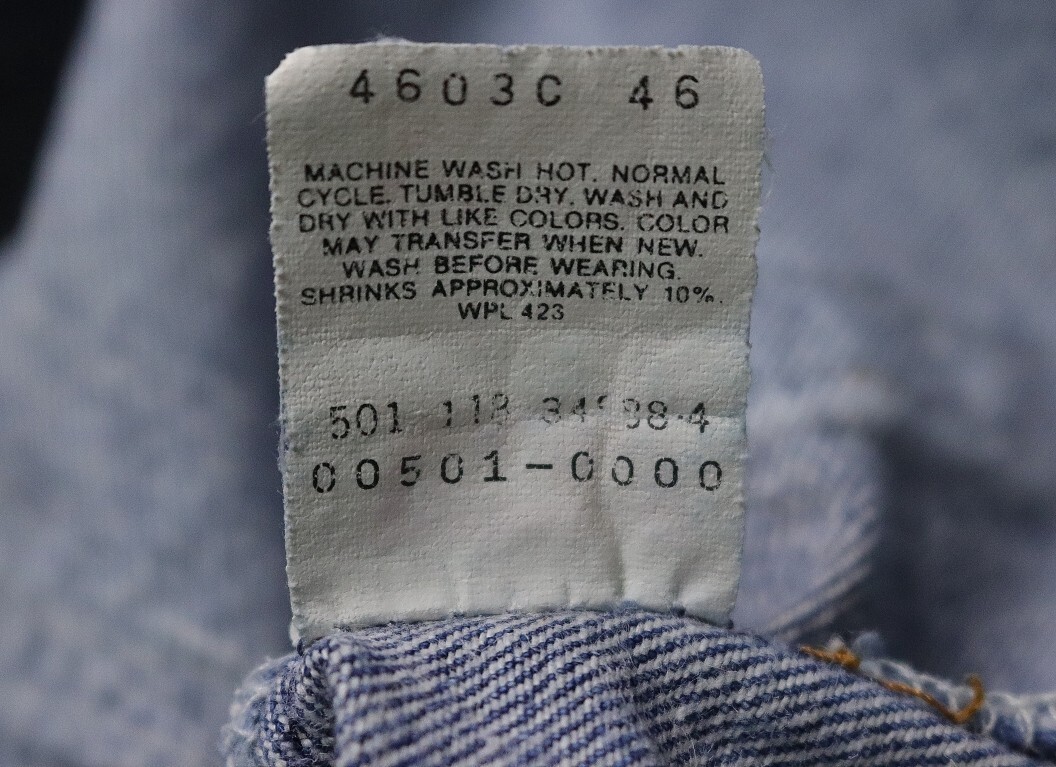 4603C 46
MACHINE WASH HOT. NORMAL
CYCLE. TUMBLE DRY. WASH AND
DRY WITH LIKE COLORS. COLOR
MAY TRANSFER WHEN NEW.
WASH BEFORE WEARING.
SHRINKS APPROXIMATELY 10%.
WPL 423
501
00501-0000